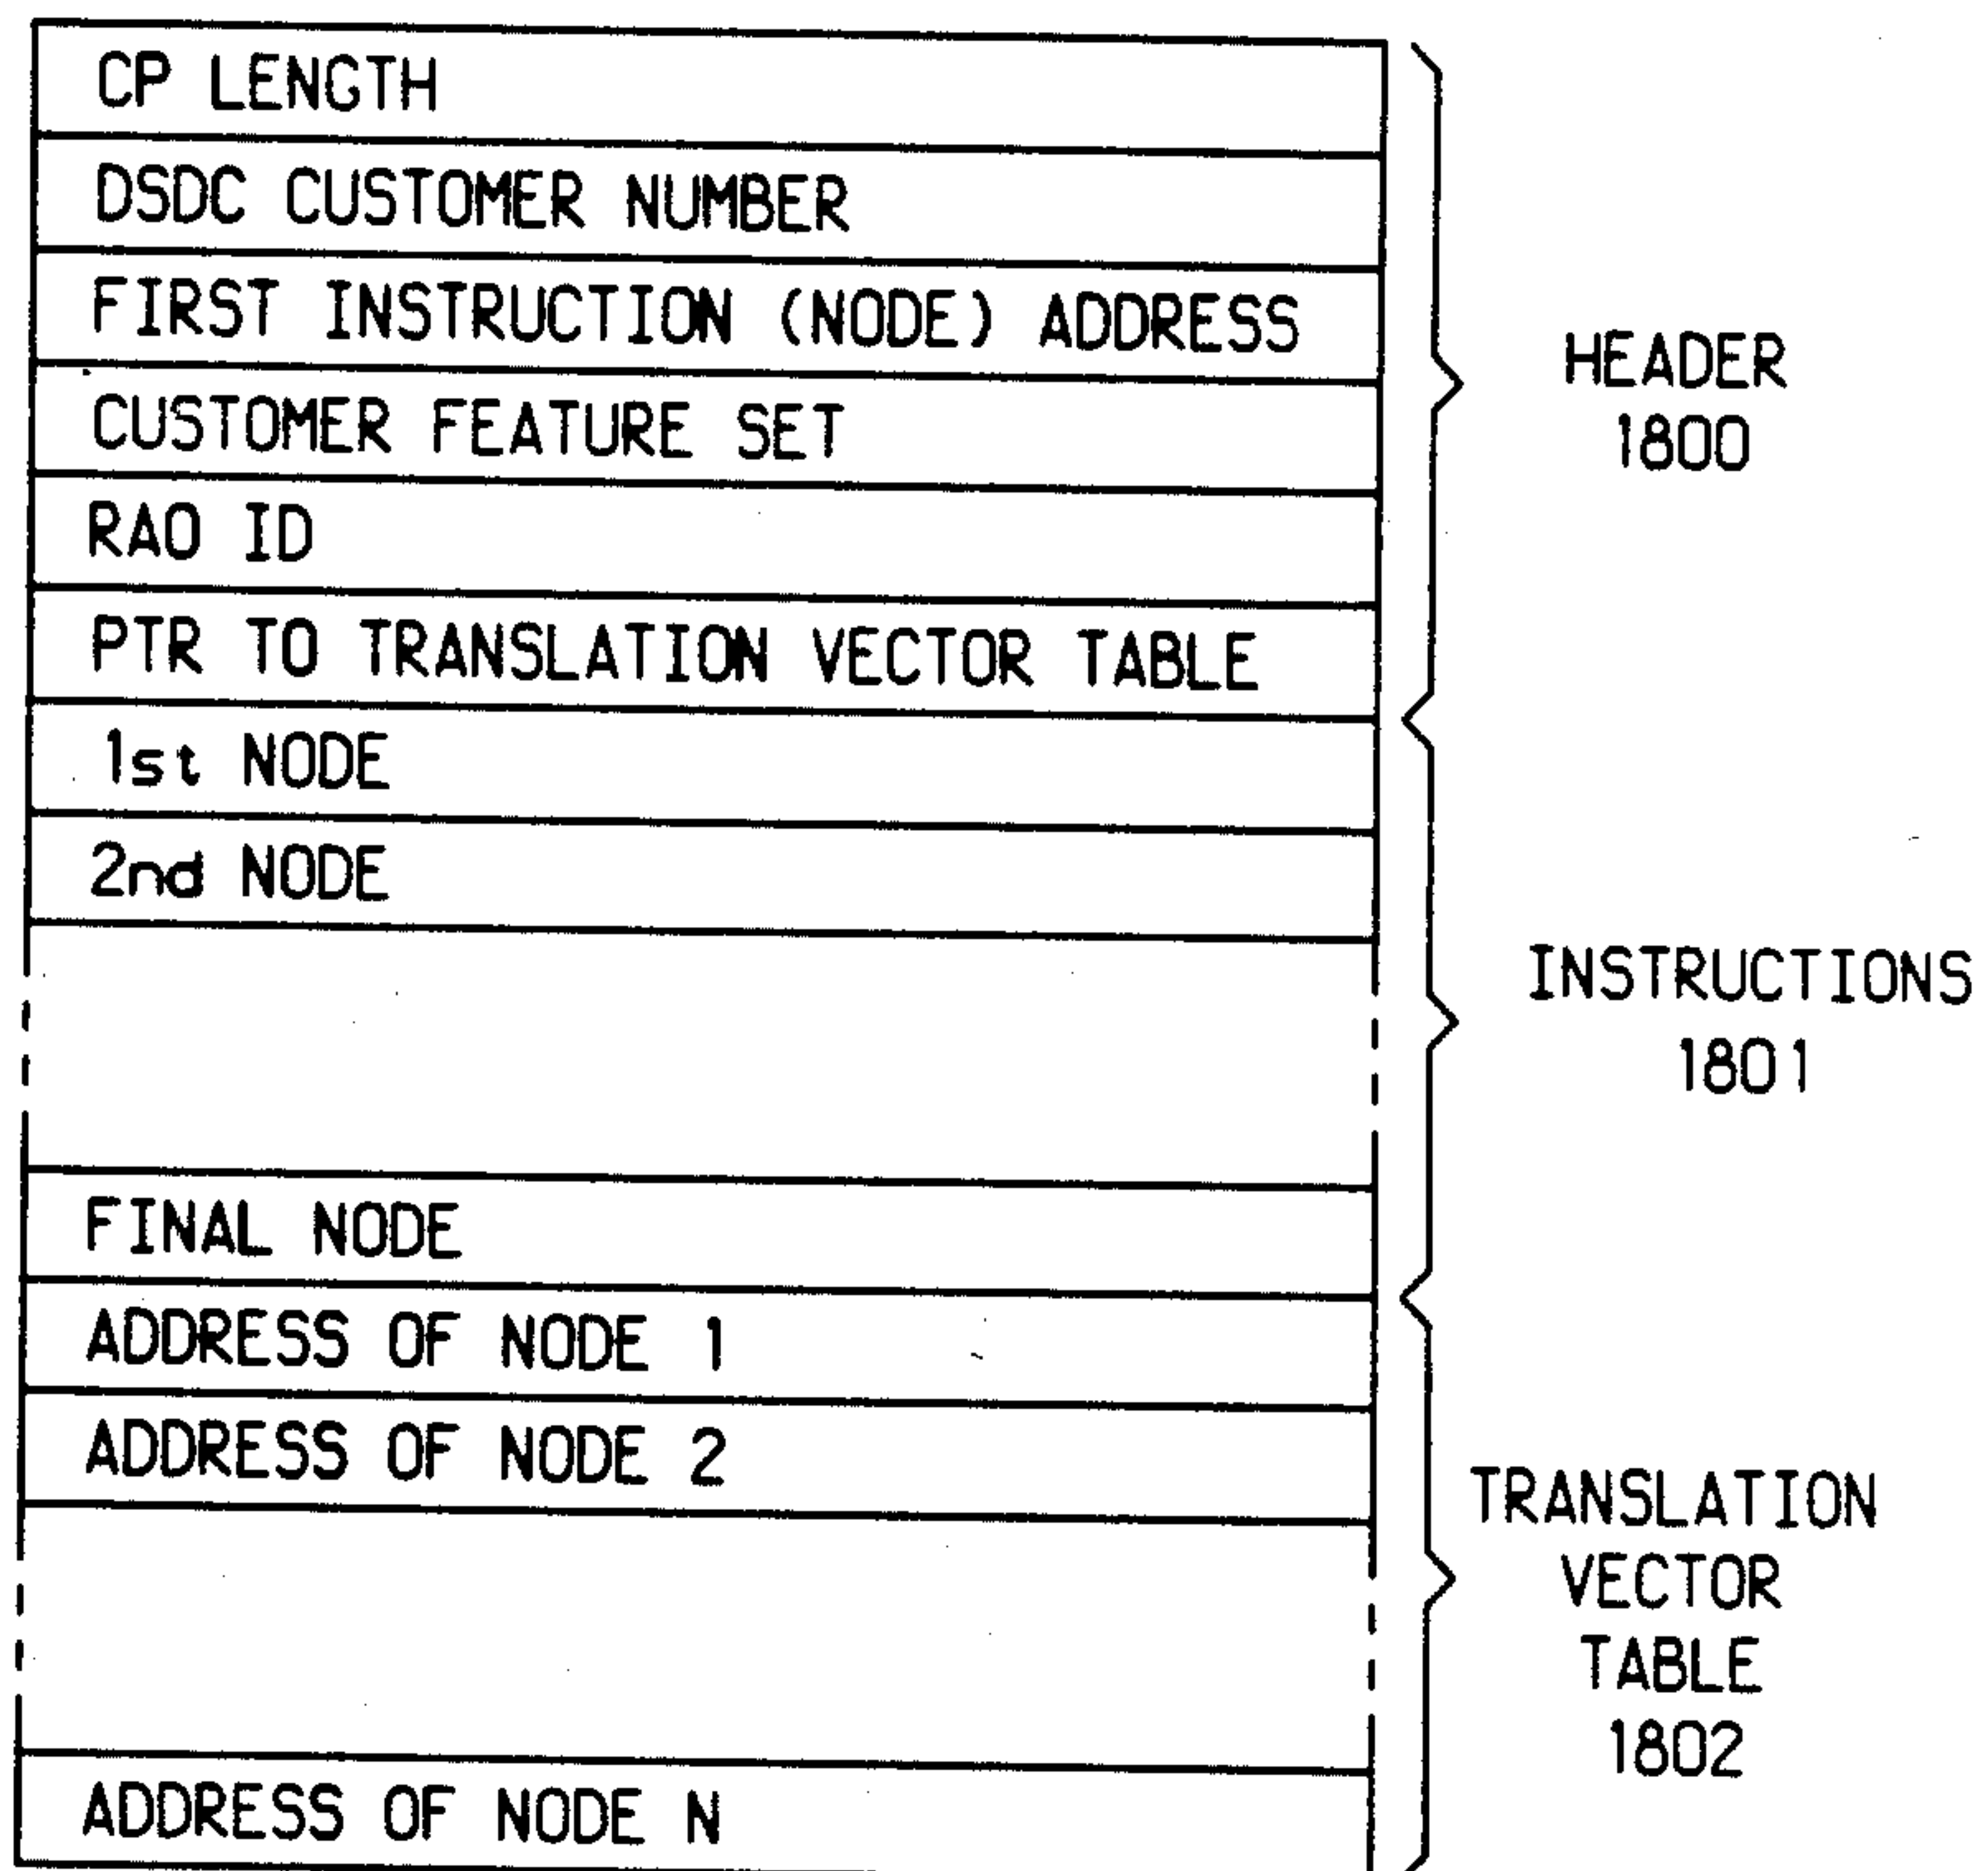 CP LENGTH
DSDC CUSTOMER NUMBER
FIRST INSTRUCTION (NODE) ADDRESS
CUSTOMER FEATURE SET
RAO ID
PTR TO TRANSLATION VECTOR TABLE
HEADER
1800
1st NODE
2nd NODE
FINAL NODE
INSTRUCTIONS
1801
ADDRESS OF NODE 1
ADDRESS OF NODE 2
ADDRESS OF NODE N
TRANSLATION
VECTOR
TABLE
1802